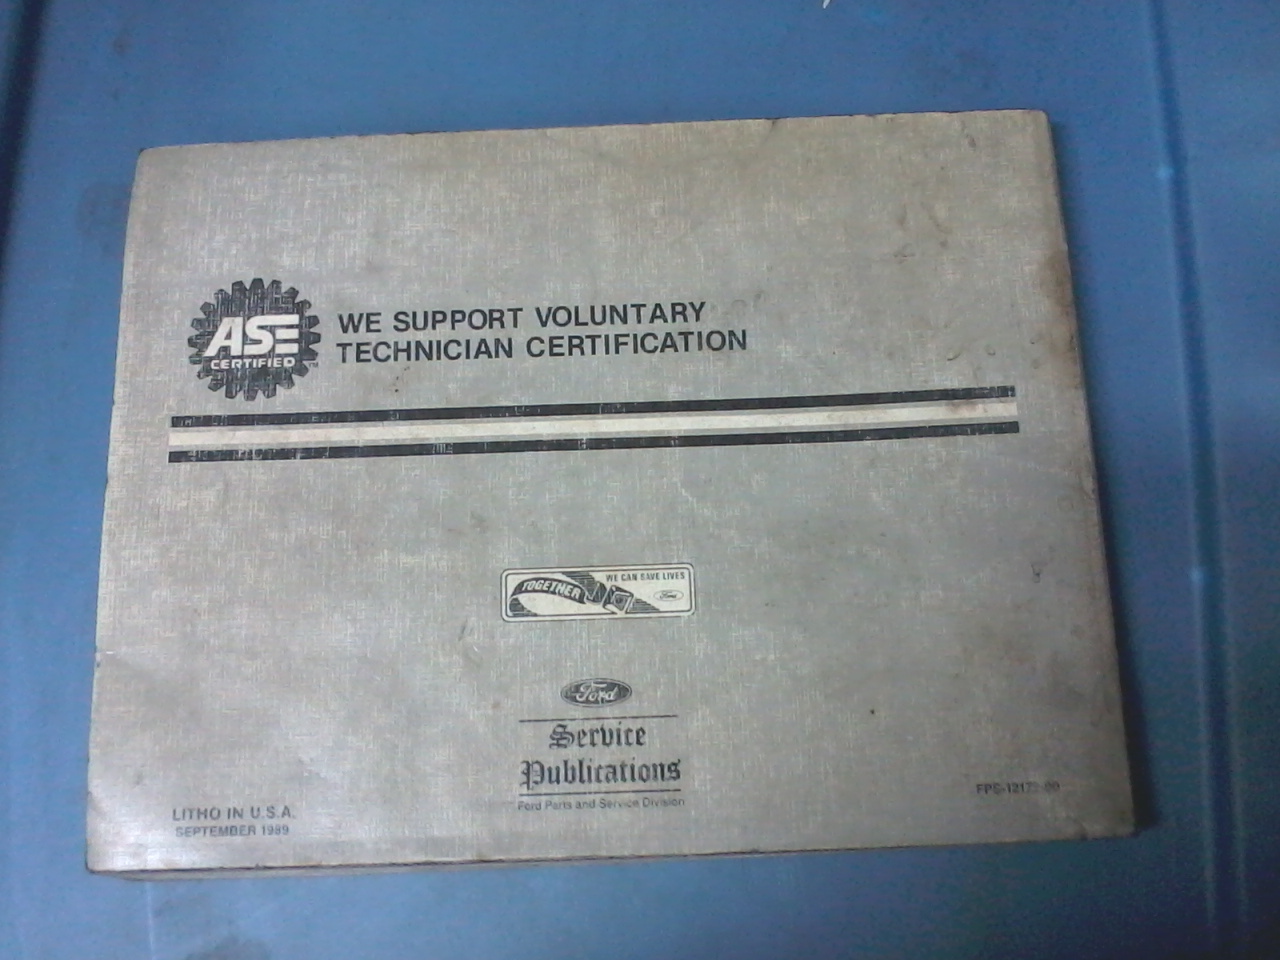 ASE
CERTIFIED
WE SUPPORT VOLUNTARY
TECHNICIAN CERTIFICATION
TOGETHER
WE CAN SAVE LIVES
Ford
Ford
Service
Publications
Ford Parts and Service Division
LITHO IN U.S.A.
SEPTEMBER 1989